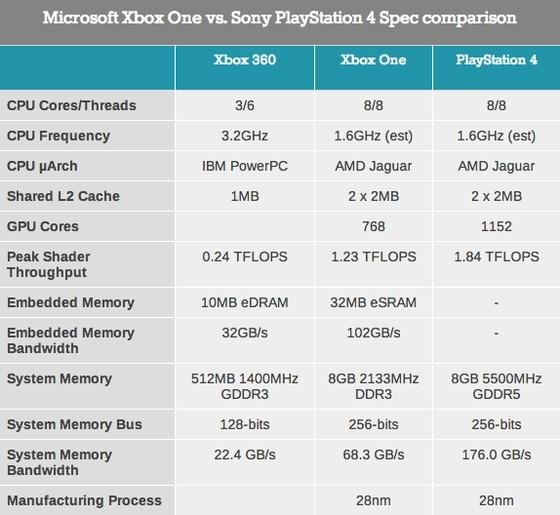 Microsoft Xbox One vs. Sony PlayStation 4 Spec comparison
Xbox 360 Xbox One PlayStation 4
CPU Cores/Threads 3/6 8/8 8/8
CPU Frequency 3.2GHz 1.6GHz (est) 1.6GHz (est)
CPU µArch IBM PowerPC AMD Jaguar AMD Jaguar
Shared L2 Cache 1MB 2 x 2MB 2 x 2MB
GPU Cores 768 1152
Peak Shader 0.24 TFLOPS 1.23 TFLOPS 1.84 TFLOPS
Throughput
Embedded Memory 10MB eDRAM 32MB eSRAM -
Embedded Memory 32GB/s 102GB/s -
Bandwidth
System Memory 512MB 1400MHz 8GB 2133MHz 8GB 5500MHz
GDDR3 DDR3 GDDR5
System Memory Bus 128-bits 256-bits 256-bits
System Memory 22.4 GB/s 68.3 GB/s 176.0 GB/s
Bandwidth
Manufacturing Process 28nm 28nm